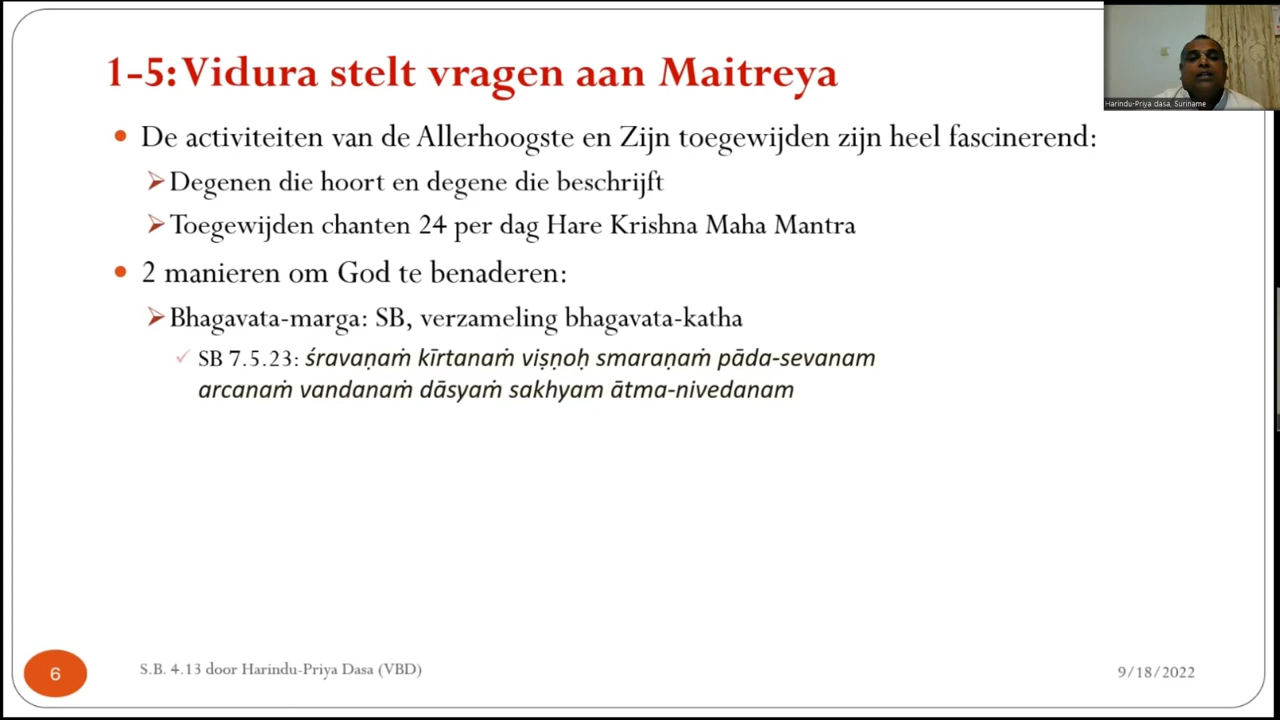 1-5: Vidura stelt vragen aan Maitreya
De activiteiten van de Allerhoogste en Zijn toegewijden zijn heel fascinerend:
Degenen die hoort en degene die beschrijft
Toegewijden chanten 24 per dag Hare Krishna Maha Mantra
2 manieren om God te benaderen:
Bhagavata-marga: SB, verzameling bhagavata-katha
SB 7.5.23: śravaṇaṁ kīrtanaṁ viṣṇoḥ smaraṇaṁ pāda-sevanam
arcanaṁ vandanaṁ dāsyaṁ sakhyam ātma-nivedanam
6
S.B. 4.13 door Harindu-Priya Dasa (VBD)
9/18/2022
Harindu-Priya dasa, Suriname